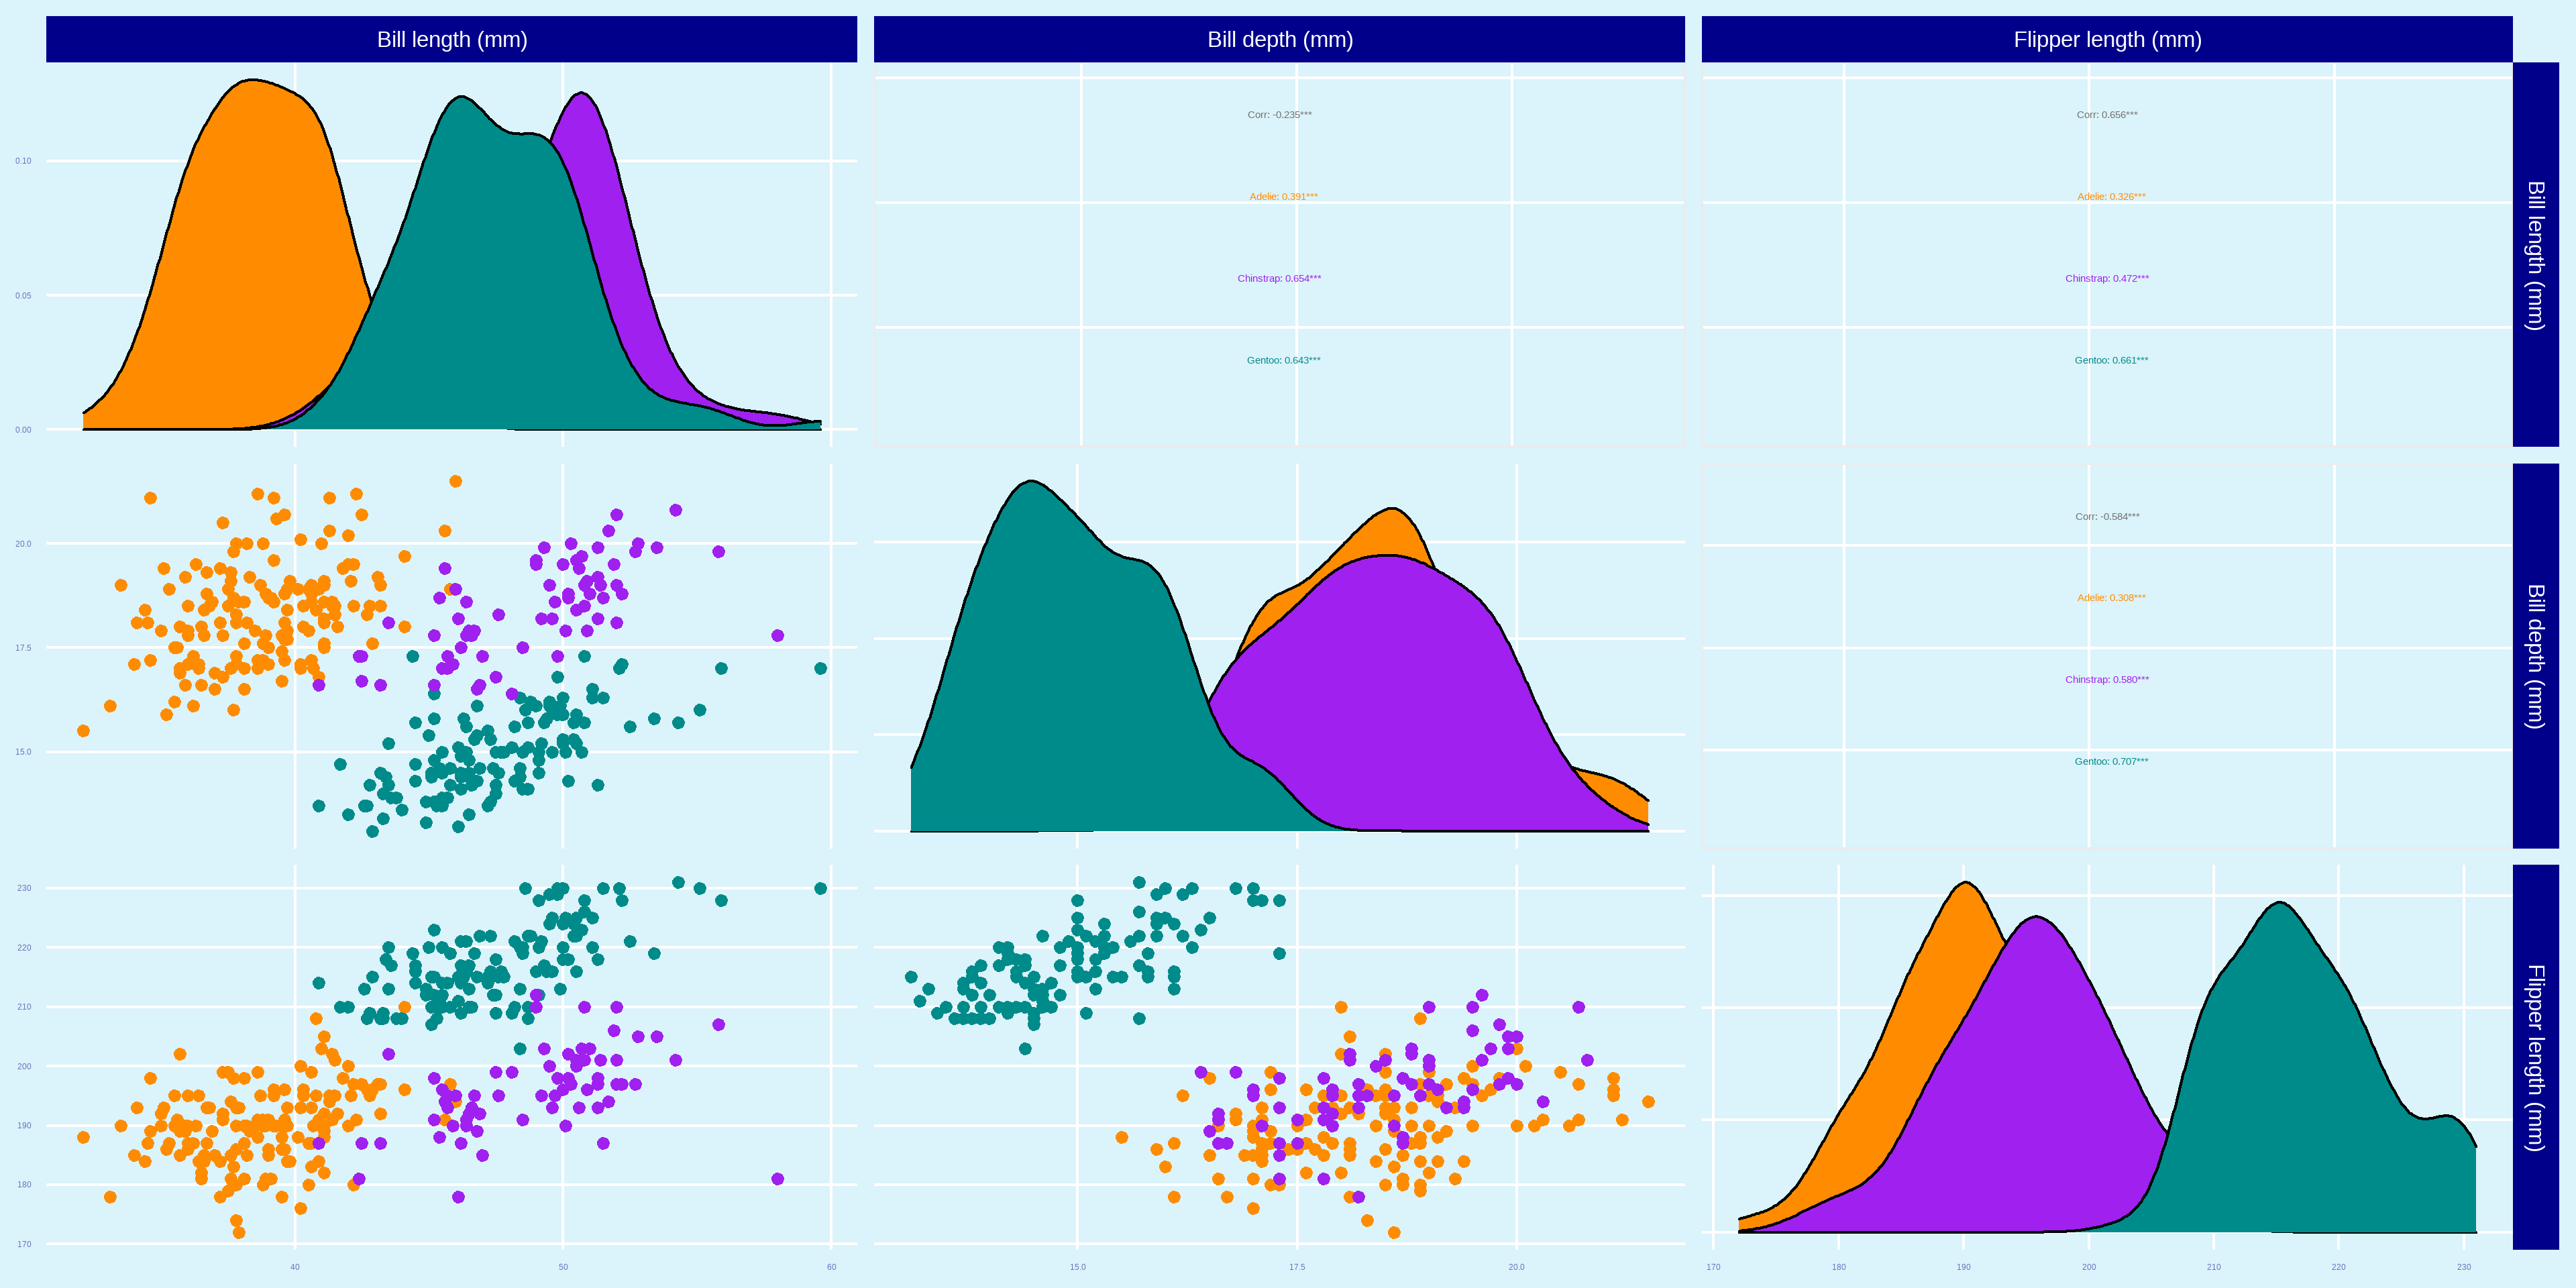 Bill length (mm)
Bill depth (mm)
Flipper length (mm)
0.10
0.05
0.00
Corr: -0.235***
Adelie: 0.391***
Chinstrap: 0.654***
Gentoo: 0.643***
Corr: 0.656***
Adelie: 0.326***
Chinstrap: 0.472***
Gentoo: 0.661***
Bill length (mm)
20.0
17.5
15.0
Corr: -0.584***
Adelie: 0.308***
Chinstrap: 0.580***
Gentoo: 0.707***
Bill depth (mm)
230
220
210
200
190
180
170
Flipper length (mm)
40
50
60
15.0
17.5
20.0
170
180
190
200
210
220
230